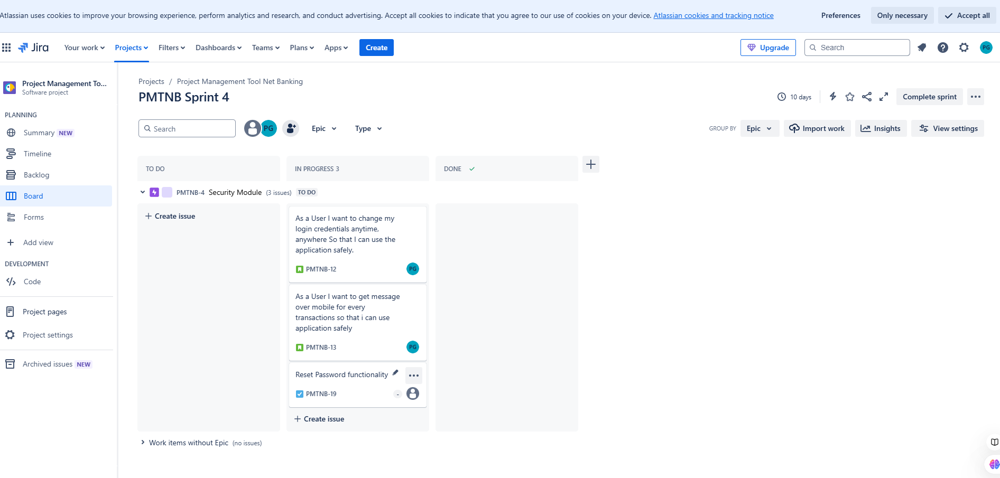 Atlassian uses cookies to improve your browsing experience, perform analytics and research, and conduct advertising. Accept all cookies to indicate that you agree to our use of cookies on your device. Atlassian cookies and tracking notice
Preferences
Only necessary
Accept all
Jira
Your work
Projects
Filters
Dashboards
Teams
Plans
Apps
Create
Upgrade
Search
PG
Project Management To...
Software project
PLANNING
Summary NEW
Timeline
Backlog
Board
Forms
Add view
DEVELOPMENT
Code
Project pages
Project settings
Archived issues NEW
Projects / Project Management Tool Net Banking
PMTNB Sprint 4
10 days
Complete sprint
Search
PG
Epic
Type
GROUP BY
Epic
Import work
Insights
View settings
TO DO
IN PROGRESS 3
DONE
PMTNB-4 Security Module (3 issues) TO DO
Create issue
As a User I want to change my
login credentials anytime,
anywhere So that I can use the
application safely.
PMTNB-12
PG
As a User I want to get message
over mobile for every
transactions so that i can use
application safely
PMTNB-13
PG
Reset Password functionality
PMTNB-19
-
Create issue
Work items without Epic (no issues)